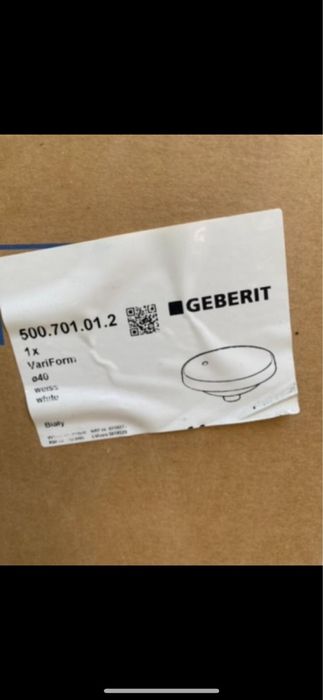 500.701.01.2
GEBERIT
1x
VariForm
ø40
weiss
white
Biały